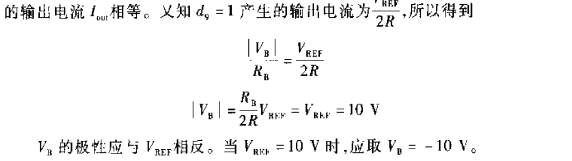 的输出电流 I_out 相等。又知 d₉ = 1 产生的输出电流为 V_REF/2R,所以得到
|V_B|/R_B = V_REF/2R
|V_B| = R_B/2R V_REF = V_REF = 10 V
V_B 的极性应与 V_REF 相反。当 V_REF = 10 V 时,应取 V_B = −10 V。